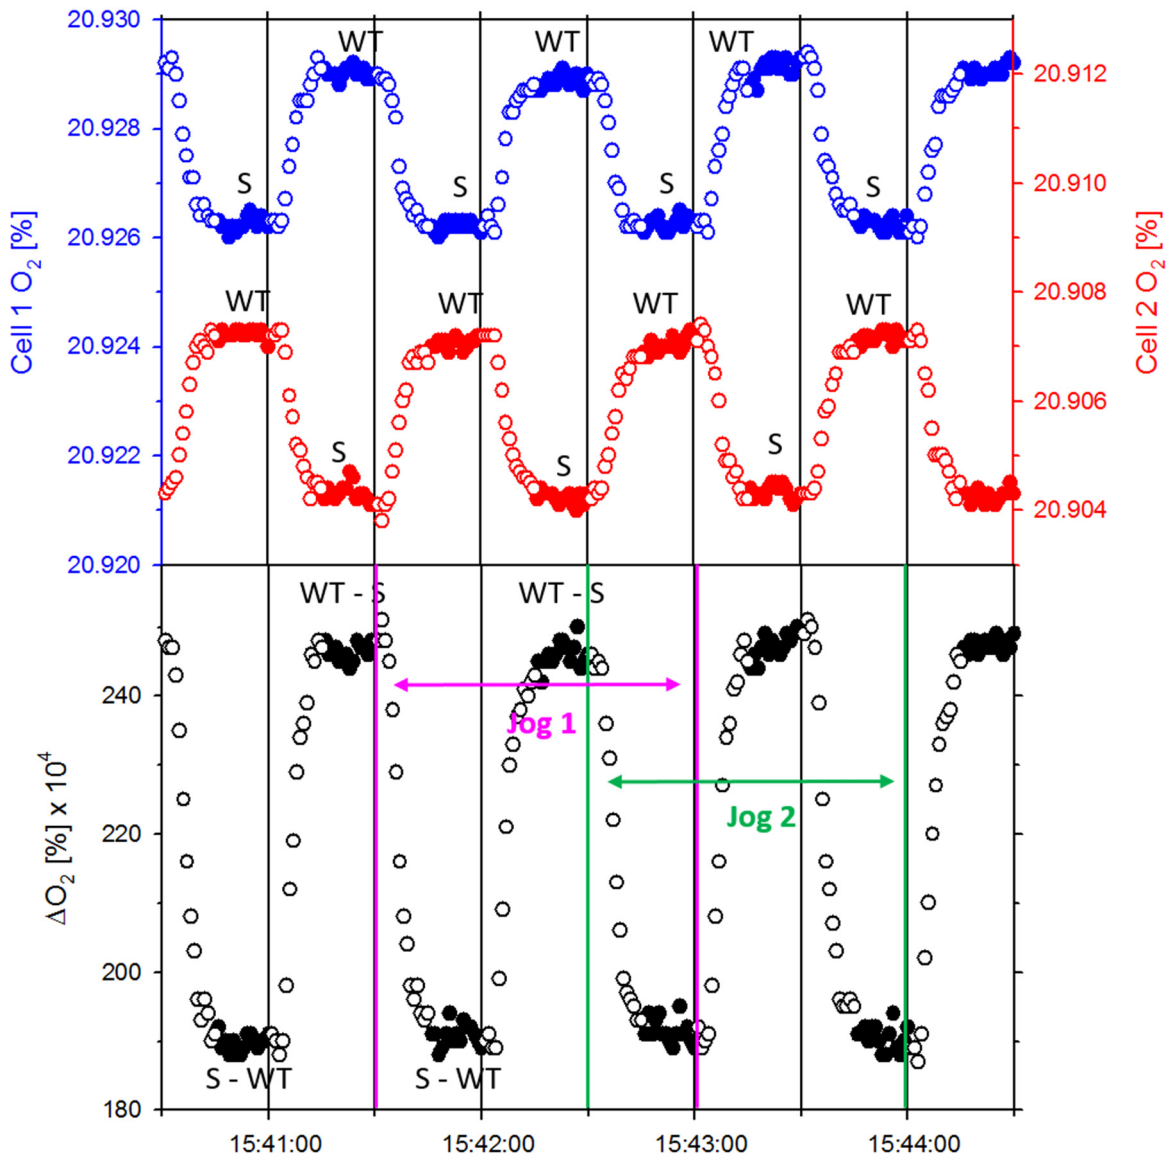 20.930
WT
WT
WT
20.912
20.928
S
S
S
S
20.910
20.926
Cell 1 O2 [%]
Cell 2 O2 [%]
WT
WT
WT
WT
20.908
20.924
20.906
20.922
S
S
S
20.904
20.920
WT - S
WT - S
240
Jog 1
Jog 2
ΔO2 [%] x 10^4
220
200
S - WT
S - WT
180
15:41:00
15:42:00
15:43:00
15:44:00